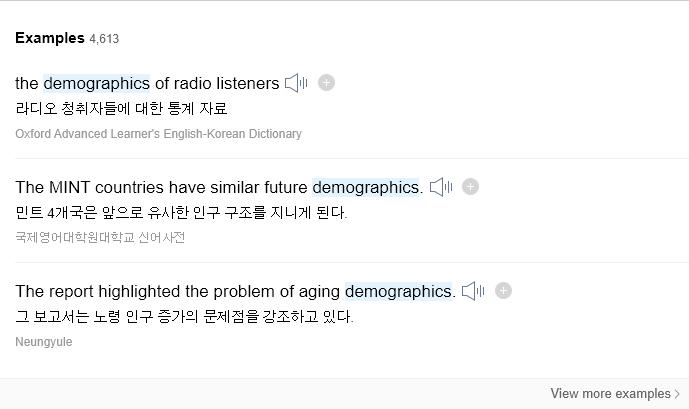 Examples 4,613
the demographics of radio listeners
라디오 청취자들에 대한 통계 자료
Oxford Advanced Learner's English-Korean Dictionary
The MINT countries have similar future demographics.
민트 4개국은 앞으로 유사한 인구 구조를 지니게 된다.
국제영어대학원대학교 신어사전
The report highlighted the problem of aging demographics.
그 보고서는 노령 인구 증가의 문제점을 강조하고 있다.
Neungyule
View more examples